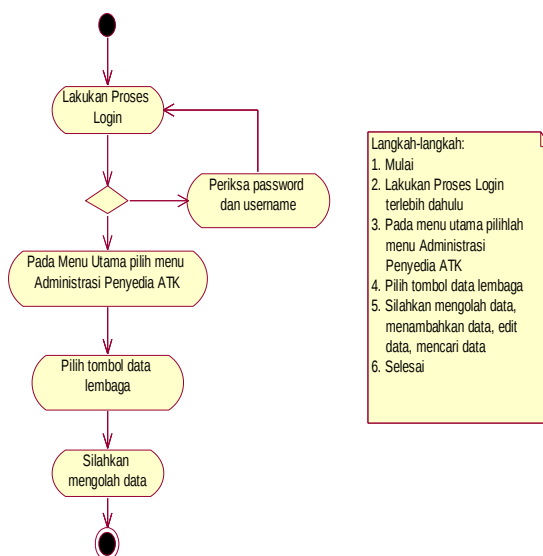 Lakukan Proses
Login
Periksa password
dan username
Pada Menu Utama pilih menu
Administrasi Penyedia ATK
Pilih tombol data
lembaga
Silahkan
mengolah data
Langkah-langkah:
1. Mulai
2. Lakukan Proses Login
terlebih dahulu
3. Pada menu utama pilihlah
menu Administrasi
Penyedia ATK
4. Pilih tombol data lembaga
5. Silahkan mengolah data,
menambahkan data, edit
data, mencari data
6. Selesai